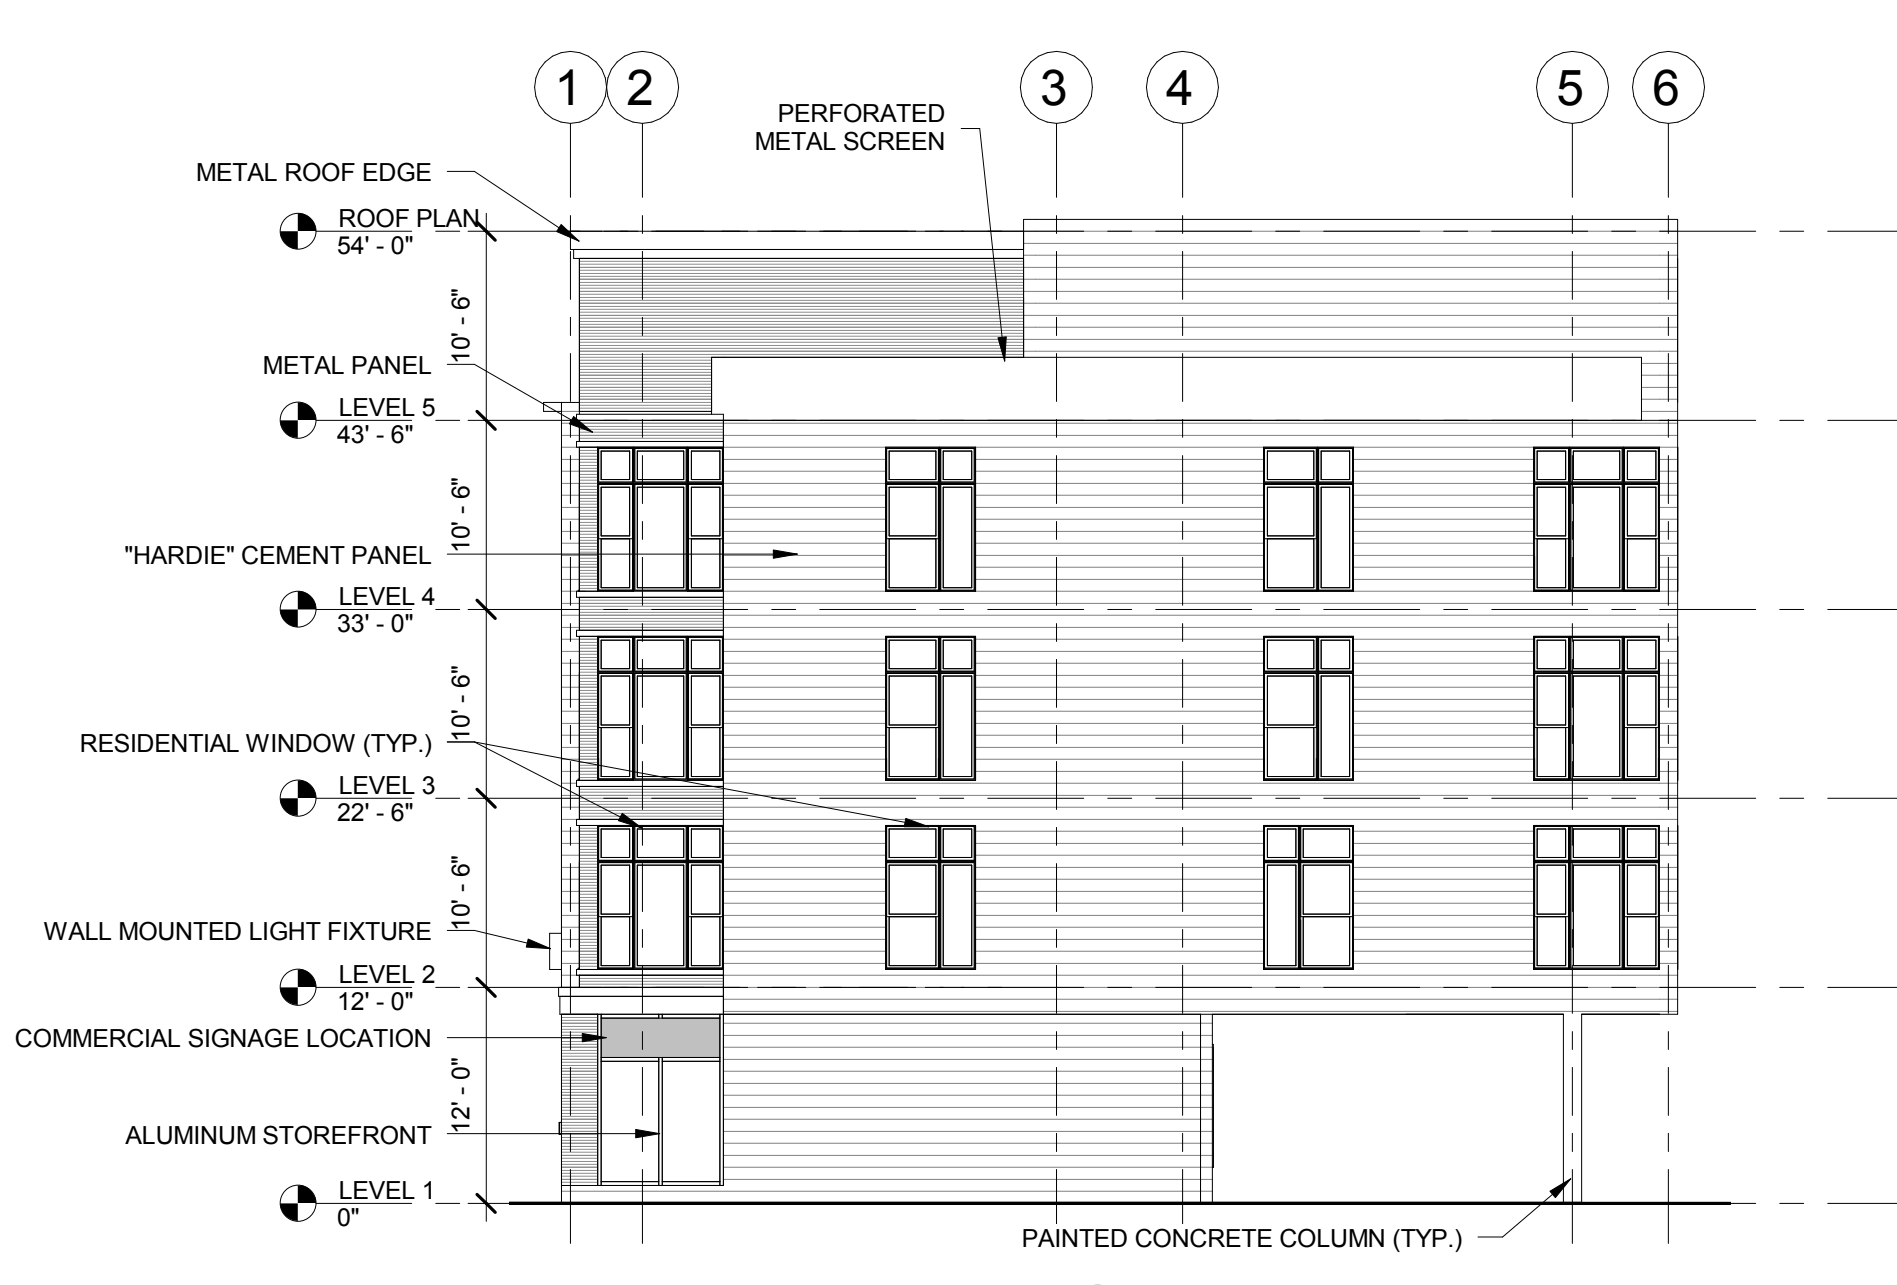 1 2 3 4 5 6
PERFORATED
METAL SCREEN
METAL ROOF EDGE
ROOF PLAN
54' - 0"
10' - 6"
METAL PANEL
LEVEL 5
43' - 6"
10' - 6"
"HARDIE" CEMENT PANEL
LEVEL 4
33' - 0"
10' - 6"
RESIDENTIAL WINDOW (TYP.)
LEVEL 3
22' - 6"
10' - 6"
WALL MOUNTED LIGHT FIXTURE
LEVEL 2
12' - 0"
COMMERCIAL SIGNAGE LOCATION
12' - 0"
ALUMINUM STOREFRONT
LEVEL 1
0"
PAINTED CONCRETE COLUMN (TYP.)